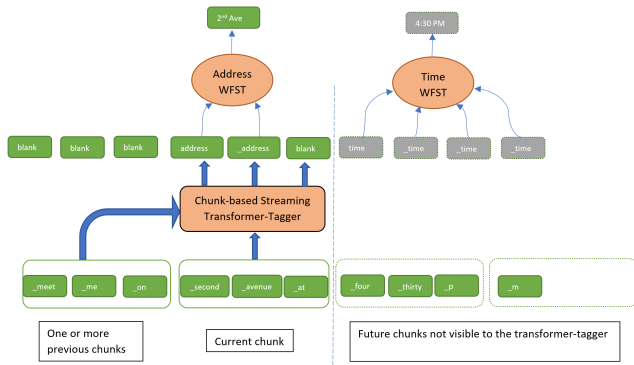 2nd Ave
4:30 PM
Address
WFST
Time
WFST
blank
blank
blank
address
_address
blank
time
_time
_time
_time
Chunk-based Streaming
Transformer-Tagger
_meet
_me
_on
_second
_avenue
_at
_four
_thirty
_p
_m
One or more
previous chunks
Current chunk
Future chunks not visible to the transformer-tagger